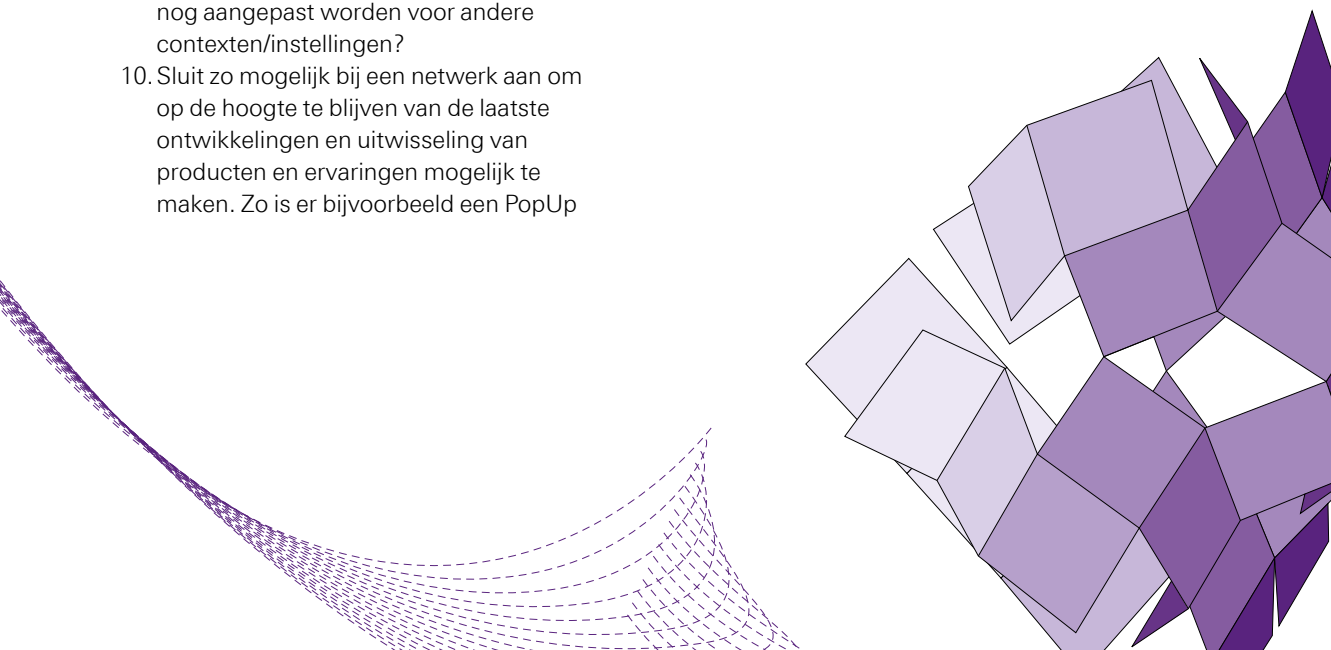 nog aangepast worden voor andere
contexten/instellingen?
10. Sluit zo mogelijk bij een netwerk aan om
op de hoogte te blijven van de laatste
ontwikkelingen en uitwisseling van
producten en ervaringen mogelijk te
maken. Zo is er bijvoorbeeld een PopUp